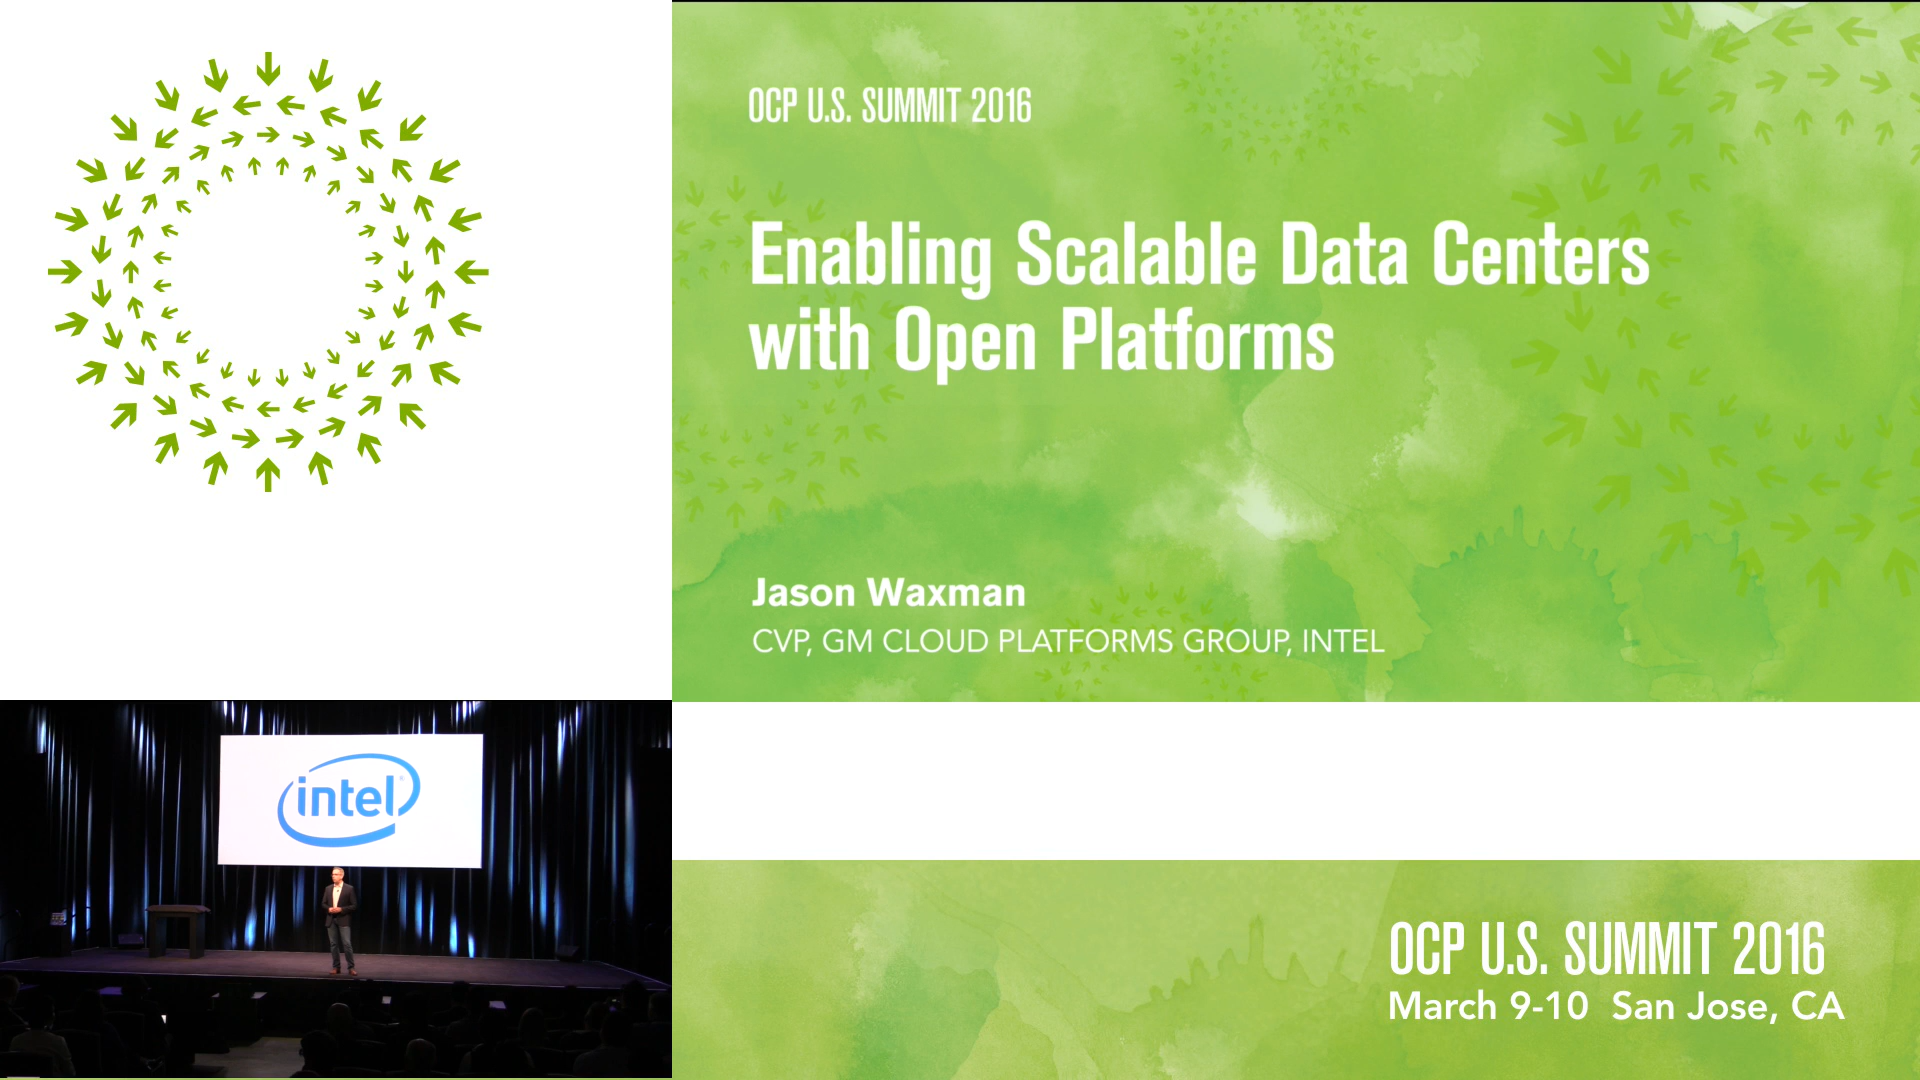 OCP U.S. SUMMIT 2016
Enabling Scalable Data Centers
with Open Platforms
Jason Waxman
CVP, GM CLOUD PLATFORMS GROUP, INTEL
intel
OCP U.S. SUMMIT 2016
March 9-10 San Jose, CA